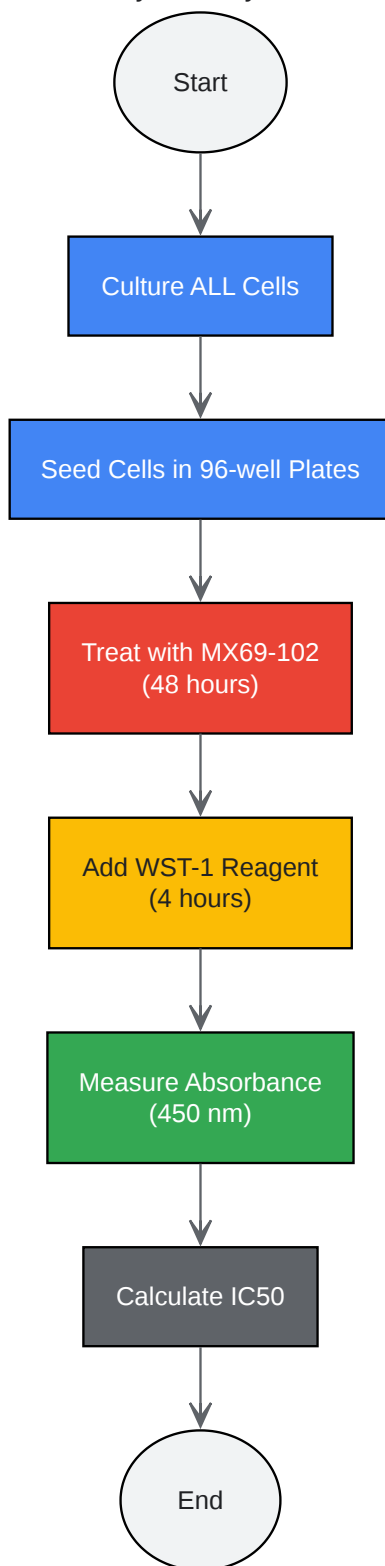 Start
Culture ALL Cells
Seed Cells in 96-well Plates
Treat with MX69-102
(48 hours)
Add WST-1 Reagent
(4 hours)
Measure Absorbance
(450 nm)
Calculate IC50
End